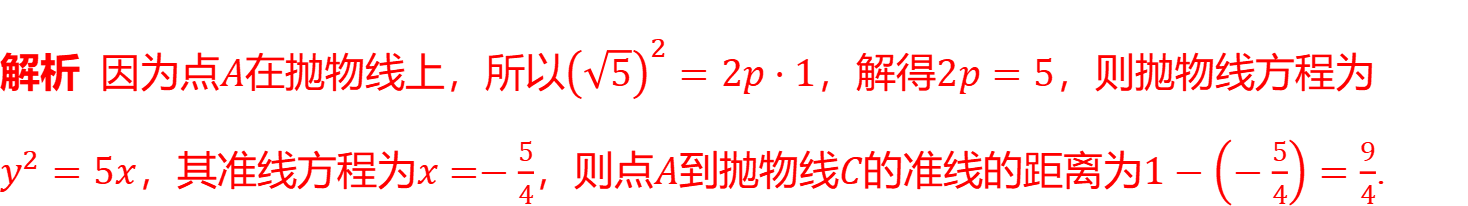 解析 因为点A在抛物线上，所以(√5)² = 2p · 1，解得2p = 5，则抛物线方程为
y² = 5x，其准线方程为x =− 5/4，则点A到抛物线C的准线的距离为1 − (− 5/4) = 9/4.